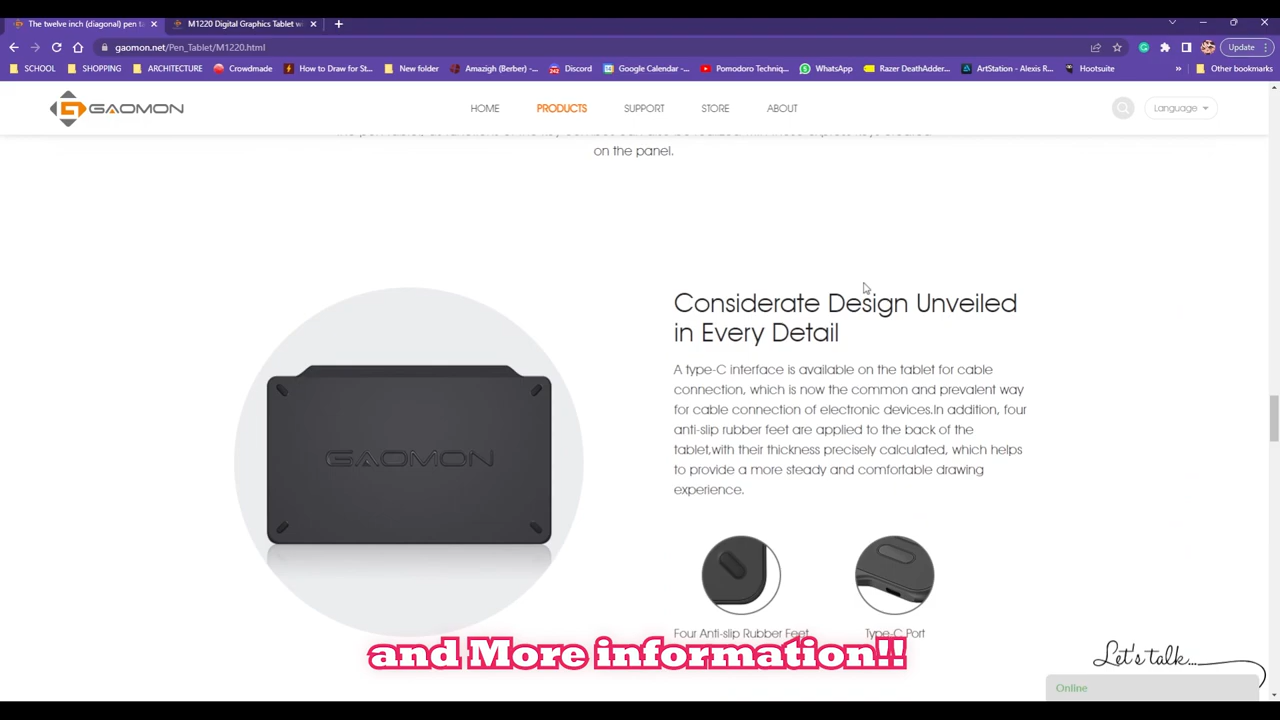 The twelve inch (diagonal) pen ta
M1220 Digital Graphics Tablet w
gaomon.net/Pen_Tablet/M1220.html
Update
SCHOOL
SHOPPING
ARCHITECTURE
Crowdmade
How to Draw for St...
New folder
Amazigh (Berber) –...
242
Discord
Google Calendar -...
Pomodoro Techniq...
WhatsApp
Razer DeathAdder...
ArtStation - Alexis R...
Hootsuite
Other bookmarks
GAOMON
HOME
PRODUCTS
SUPPORT
STORE
ABOUT
Language
on the panel.
Considerate Design Unveiled
in Every Detail
A type-C interface is available on the tablet for cable
connection, which is now the common and prevalent way
for cable connection of electronic devices.In addition, four
anti-slip rubber feet are applied to the back of the
tablet,with their thickness precisely calculated, which helps
to provide a more steady and comfortable drawing
experience.
GAOMON
Four Anti-slip Rubber Feet
Type-C Port
and More information!!
Let's talk...
Online